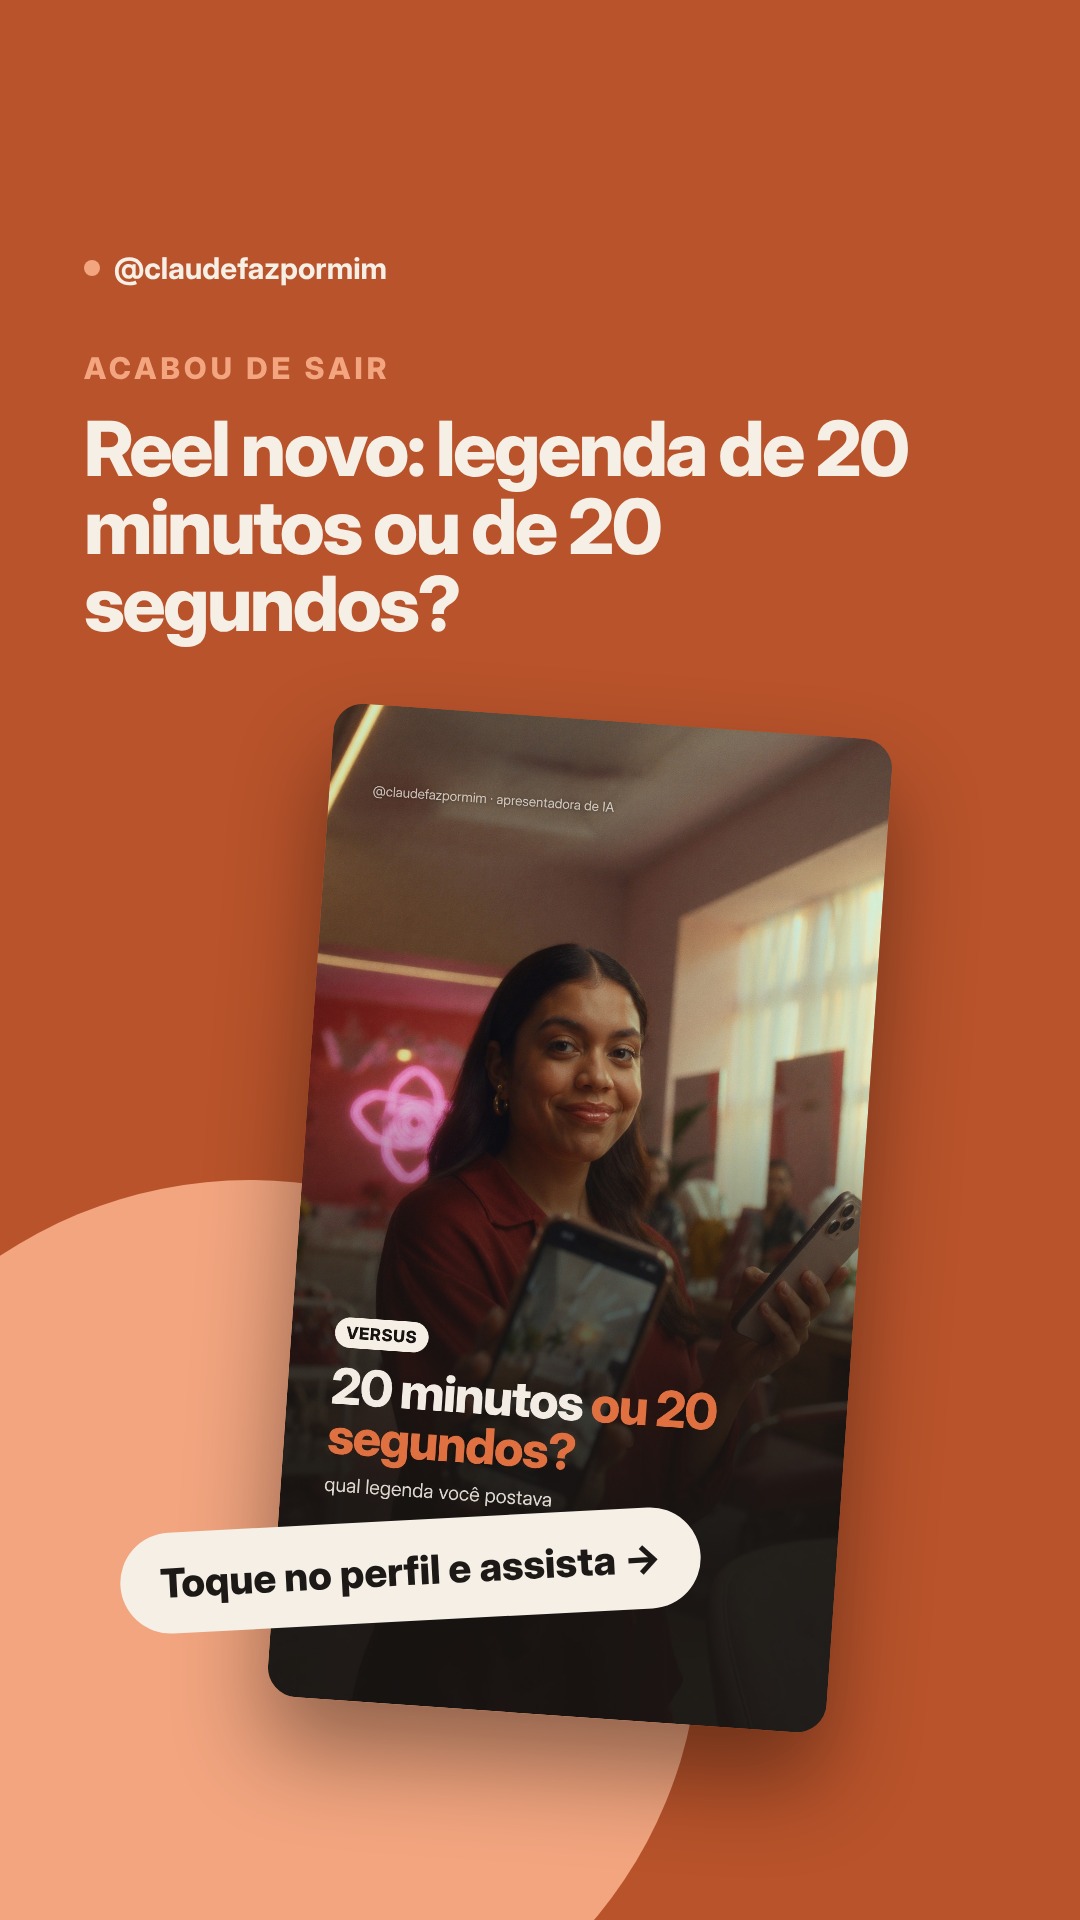 @claudefazpormim
ACABOU DE SAIR
Reel novo: legenda de 20
minutos ou de 20
segundos?
@claudefazpormim · apresentadora de IA
VERSUS
20 minutos ou 20
segundos?
qual legenda você postava
Toque no perfil e assista →